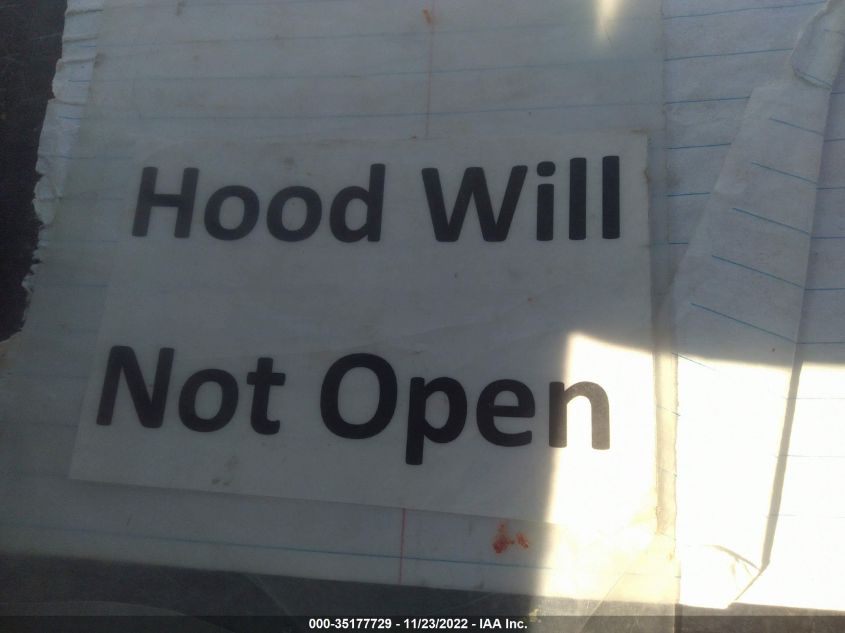 Hood Will
Not Open
000-35177729 - 11/23/2022 - IAA Inc.